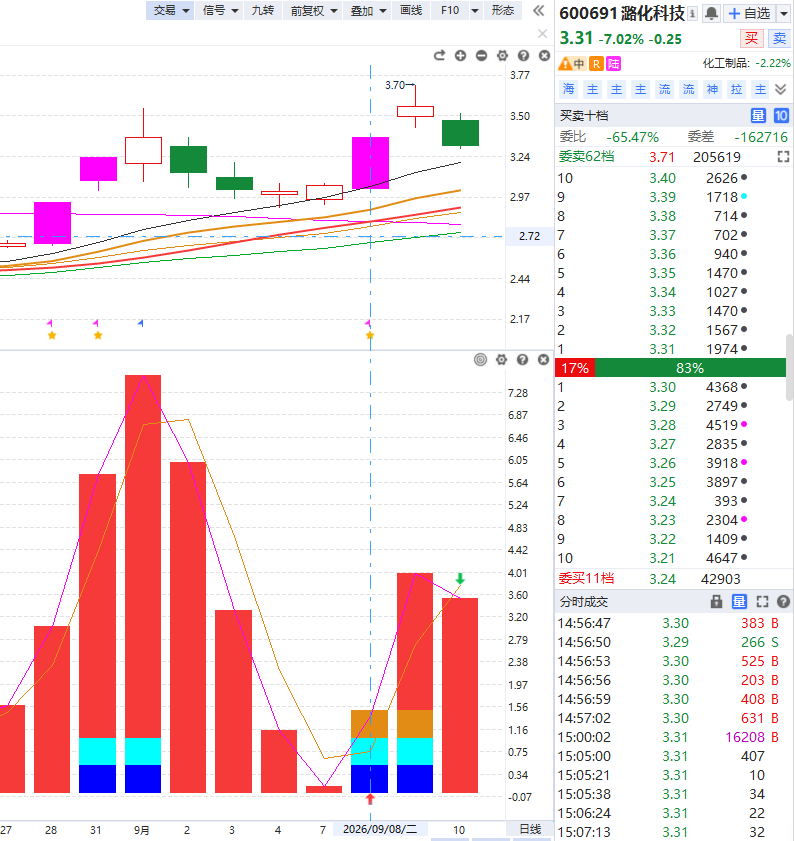 交易 信号 九转 前复权 叠加 画线 F10 形态
600691 潞化科技 自选
3.31 -7.02% -0.25 买 卖
中 R 陆 化工制品: -2.22%
海 主 主 主 流 流 神 拉 主
买卖十档 量 10
委比 -65.47% 委差 -162716
委卖62档 3.71 205619
10 3.40 2626
9 3.39 1718
8 3.38 714
7 3.37 702
6 3.36 940
5 3.35 1470
4 3.34 1027
3 3.33 1470
2 3.32 1567
1 3.31 1974
17% 83%
1 3.30 4368
2 3.29 2749
3 3.28 4519
4 3.27 2835
5 3.26 3918
6 3.25 3897
7 3.24 393
8 3.23 2304
9 3.22 1409
10 3.21 4647
委买11档 3.24 42903
分时成交 量
14:56:47 3.30 383 B
14:56:50 3.29 266 S
14:56:53 3.30 525 B
14:56:56 3.30 203 B
14:56:59 3.30 408 B
14:57:02 3.30 631 B
15:00:02 3.31 16208 B
15:05:00 3.31 407
15:05:21 3.31 10
15:05:38 3.31 34
15:06:24 3.31 22
15:07:13 3.31 32
3.70
3.77
3.50
3.24
2.97
2.72
2.44
2.17
7.28
6.87
6.46
6.05
5.64
5.24
4.83
4.42
4.01
3.60
3.20
2.79
2.38
1.97
1.56
1.16
0.75
0.34
-0.07
27 28 31 9月 2 3 4 7 2026/09/08/二 10 日线